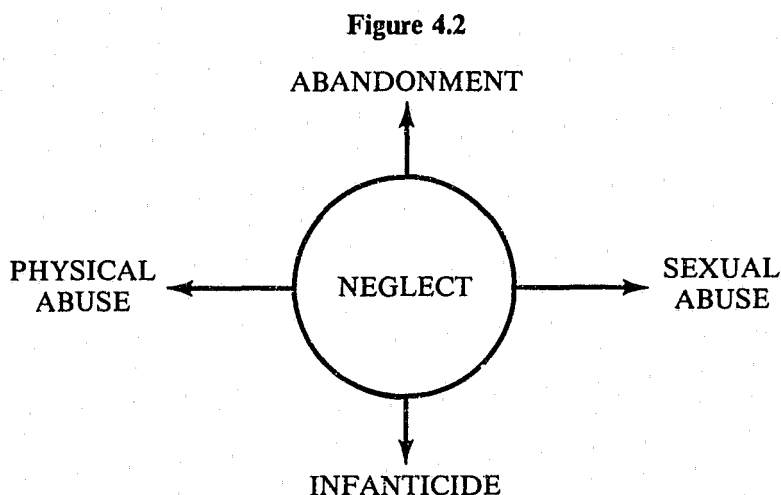 Figure 4.2
ABANDONMENT
PHYSICAL
ABUSE
NEGLECT
SEXUAL
ABUSE
INFANTICIDE